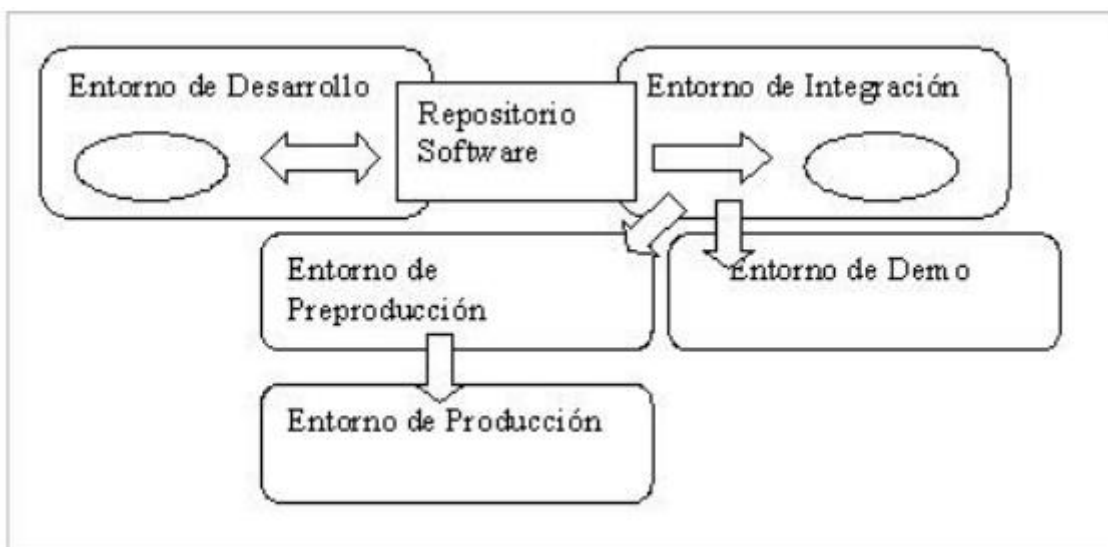 Entorno de Desarrollo
Repositorio
Software
Entorno de Integración
Entorno de
Preproducción
Entorno de Demo
Entorno de Producción